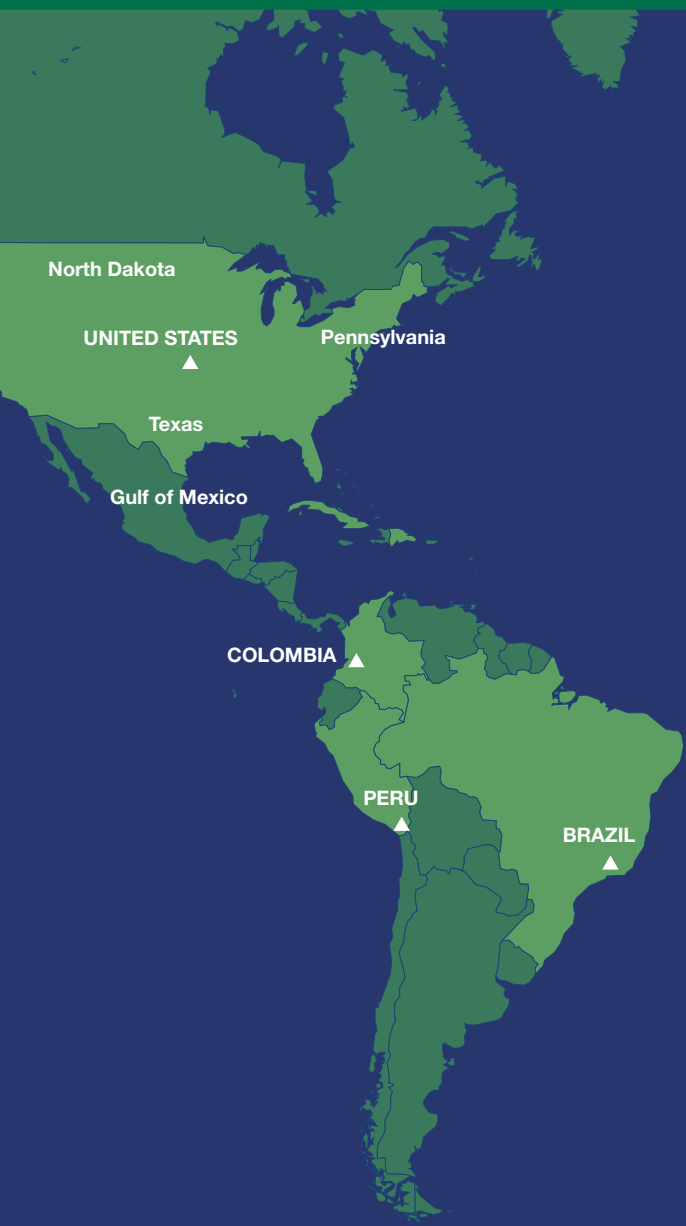 North Dakota
UNITED STATES
Pennsylvania
Texas
Gulf of Mexico
COLOMBIA
PERU
BRAZIL